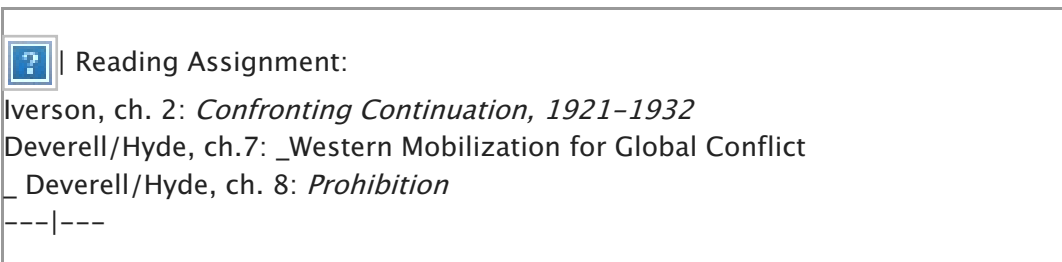 | Reading Assignment:
Iverson, ch. 2: Confronting Continuation, 1921-1932
Deverell/Hyde, ch.7: _Western Mobilization for Global Conflict
_ Deverell/Hyde, ch. 8: Prohibition
---|---